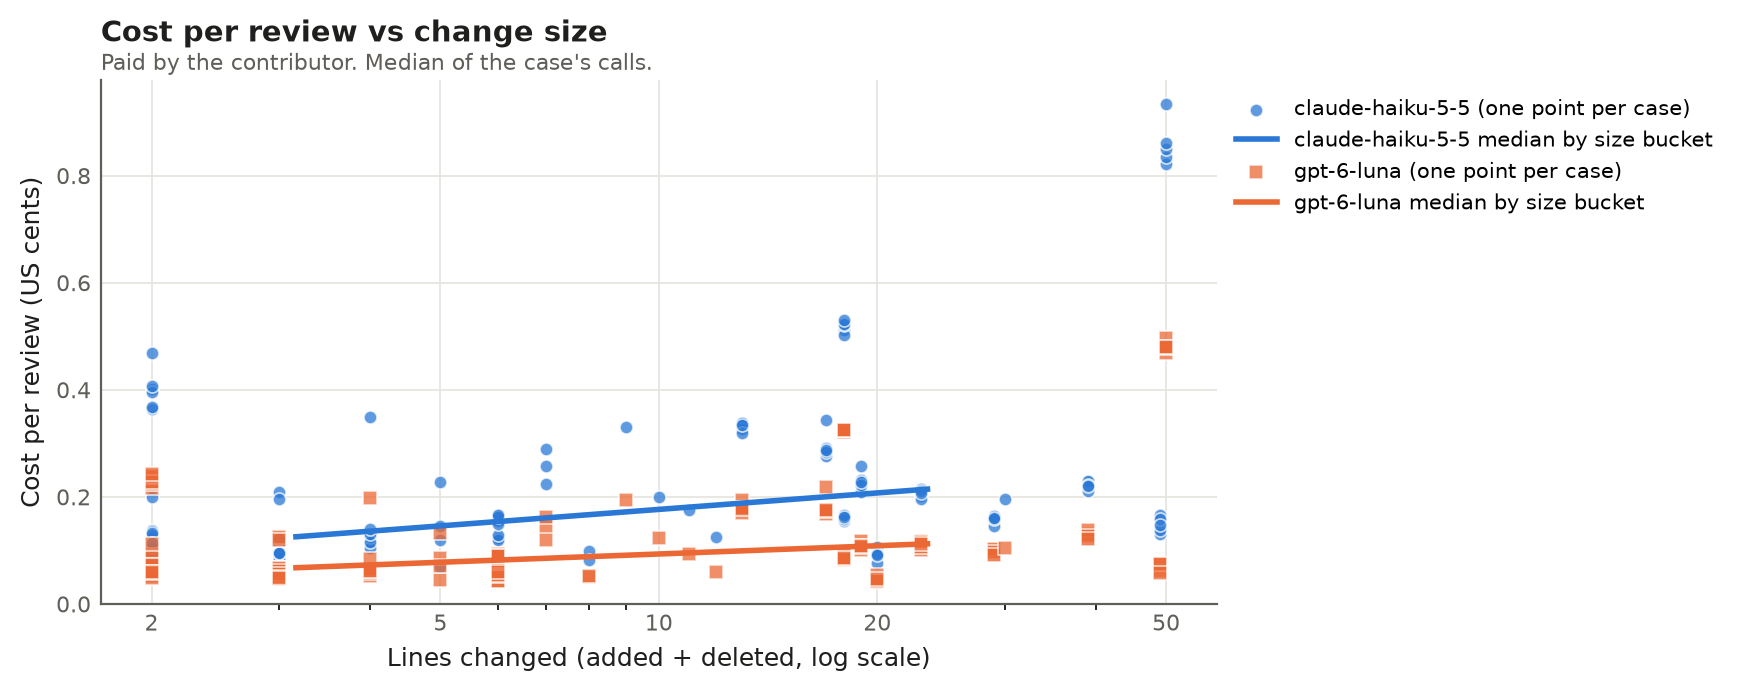 Cost per review vs change size
Paid by the contributor. Median of the case's calls.
claude-haiku-5-5 (one point per case)
claude-haiku-5-5 median by size bucket
gpt-6-luna (one point per case)
gpt-6-luna median by size bucket
Cost per review (US cents)
0.8
0.6
0.4
0.2
0.0
2
5
10
20
50
Lines changed (added + deleted, log scale)